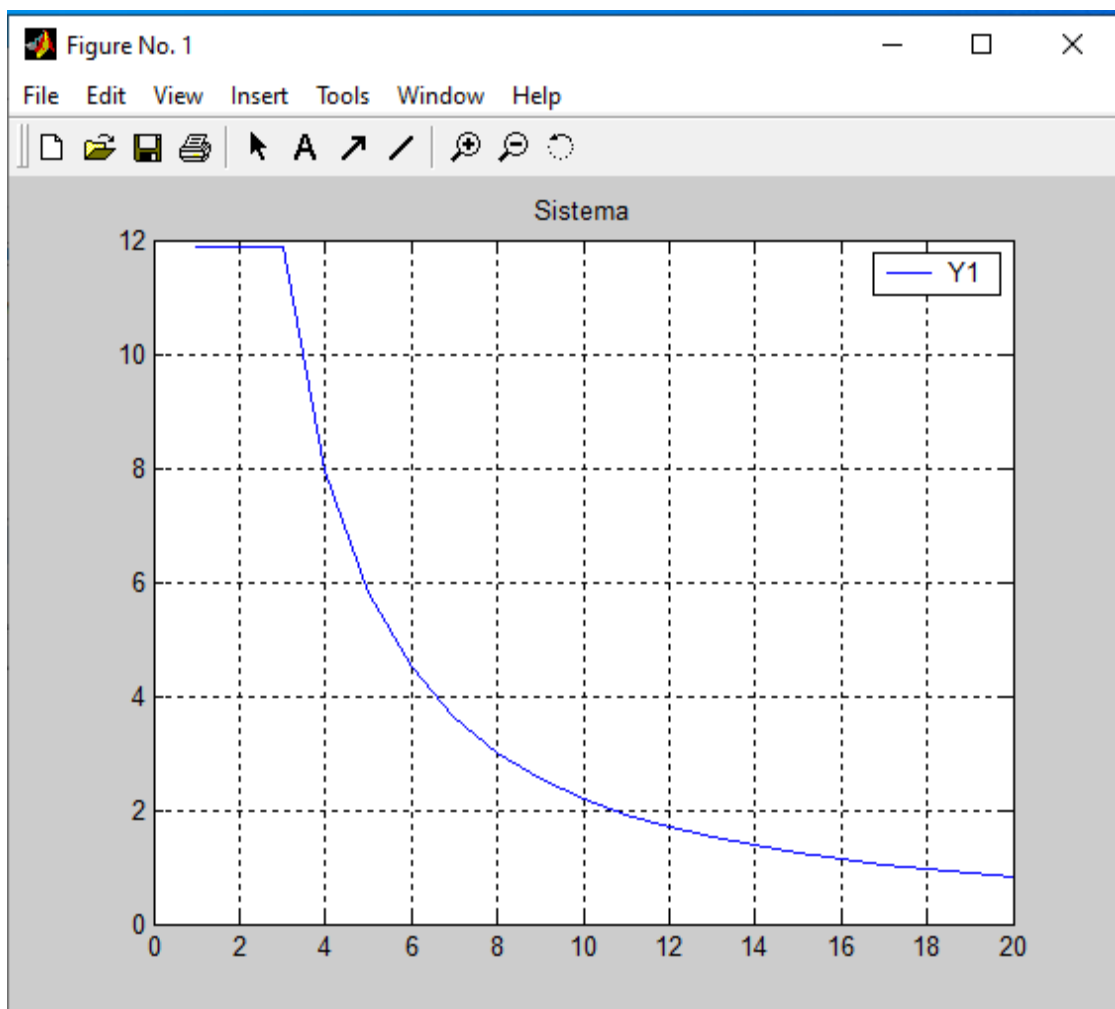 Figure No. 1
File Edit View Insert Tools Window Help
A
Sistema
12
Y1
10
8
6
4
2
0
0 2 4 6 8 10 12 14 16 18 20